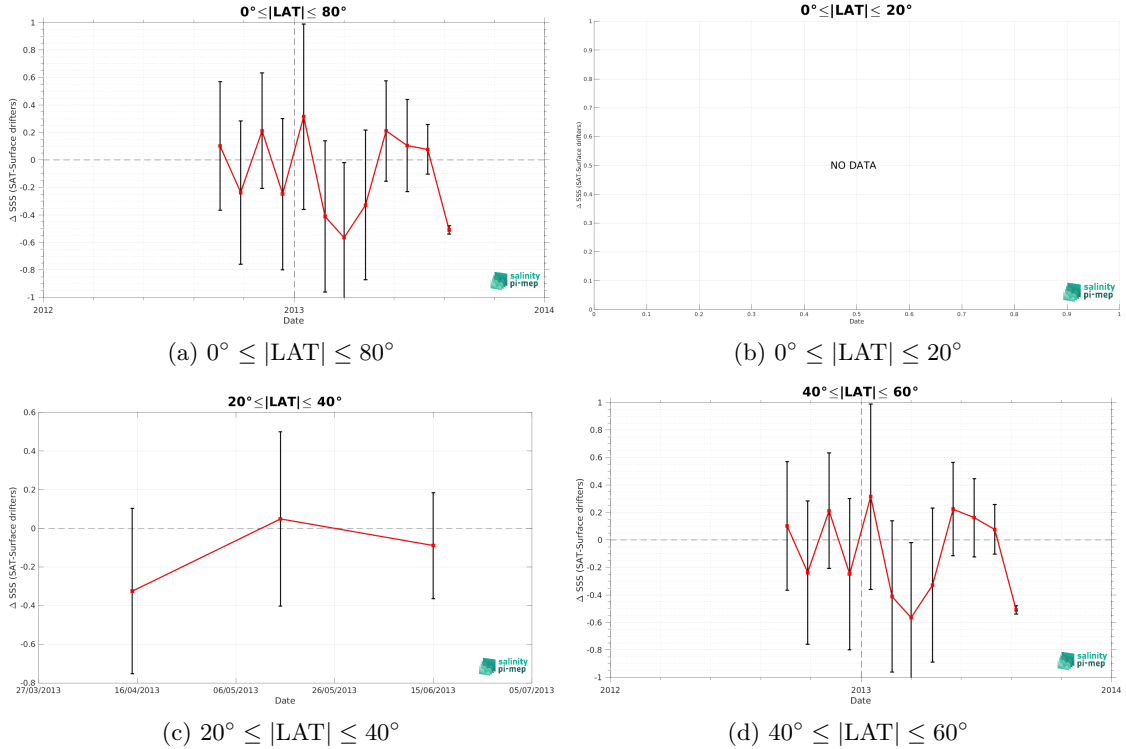 0°≤|LAT|≤ 80°
1
0.8
0.6
0.4
0.2
0
-0.2
-0.4
-0.6
-0.8
-1
Δ SSS (SAT-Surface drifters)
2012
2013
2014
Date
salinity
pi-mep
(a) 0° ≤ |LAT| ≤ 80°
0°≤|LAT|≤ 20°
1
0.9
0.8
0.7
0.6
0.5
0.4
0.3
0.2
0.1
0
Δ SSS (SAT-Surface drifters)
NO DATA
0
0.1
0.2
0.3
0.4
0.5
0.6
0.7
0.8
0.9
1
Date
salinity
pi-mep
(b) 0° ≤ |LAT| ≤ 20°
20°≤|LAT|≤ 40°
0.6
0.4
0.2
0
-0.2
-0.4
-0.6
-0.8
Δ SSS (SAT-Surface drifters)
27/03/2013
16/04/2013
06/05/2013
26/05/2013
15/06/2013
05/07/2013
Date
salinity
pi-mep
(c) 20° ≤ |LAT| ≤ 40°
40°≤|LAT|≤ 60°
1
0.8
0.6
0.4
0.2
0
-0.2
-0.4
-0.6
-0.8
-1
Δ SSS (SAT-Surface drifters)
2012
2013
2014
Date
salinity
pi-mep
(d) 40° ≤ |LAT| ≤ 60°